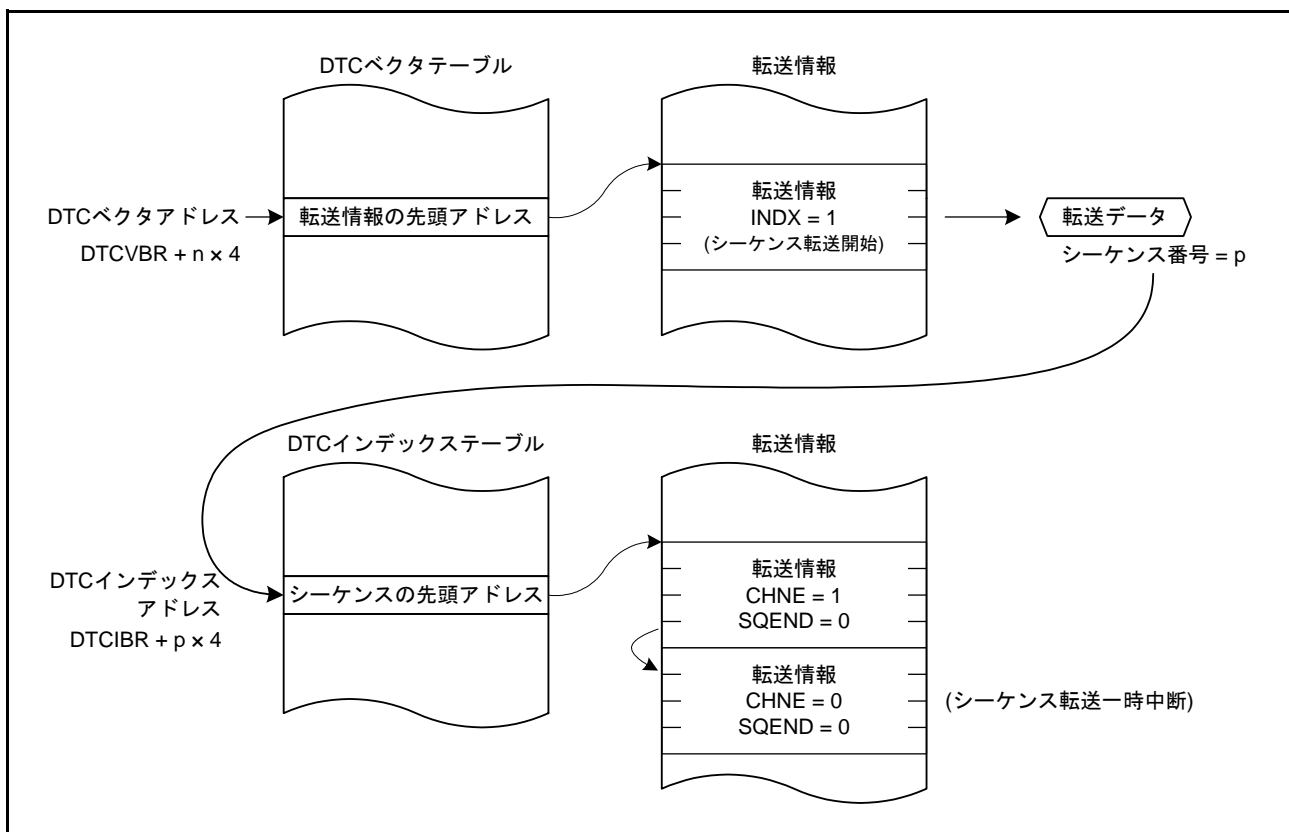 DTCベクタテーブル
転送情報
DTCベクタアドレス
DTCVBR + n × 4
転送情報の先頭アドレス
転送情報
INDX = 1
(シーケンス転送開始)
転送データ
シーケンス番号 = p
DTCインデックステーブル
転送情報
DTCインデックス
アドレス
DTCIBR + p × 4
シーケンスの先頭アドレス
転送情報
CHNE = 1
SQEND = 0
転送情報
CHNE = 0
SQEND = 0
(シーケンス転送一時中断)